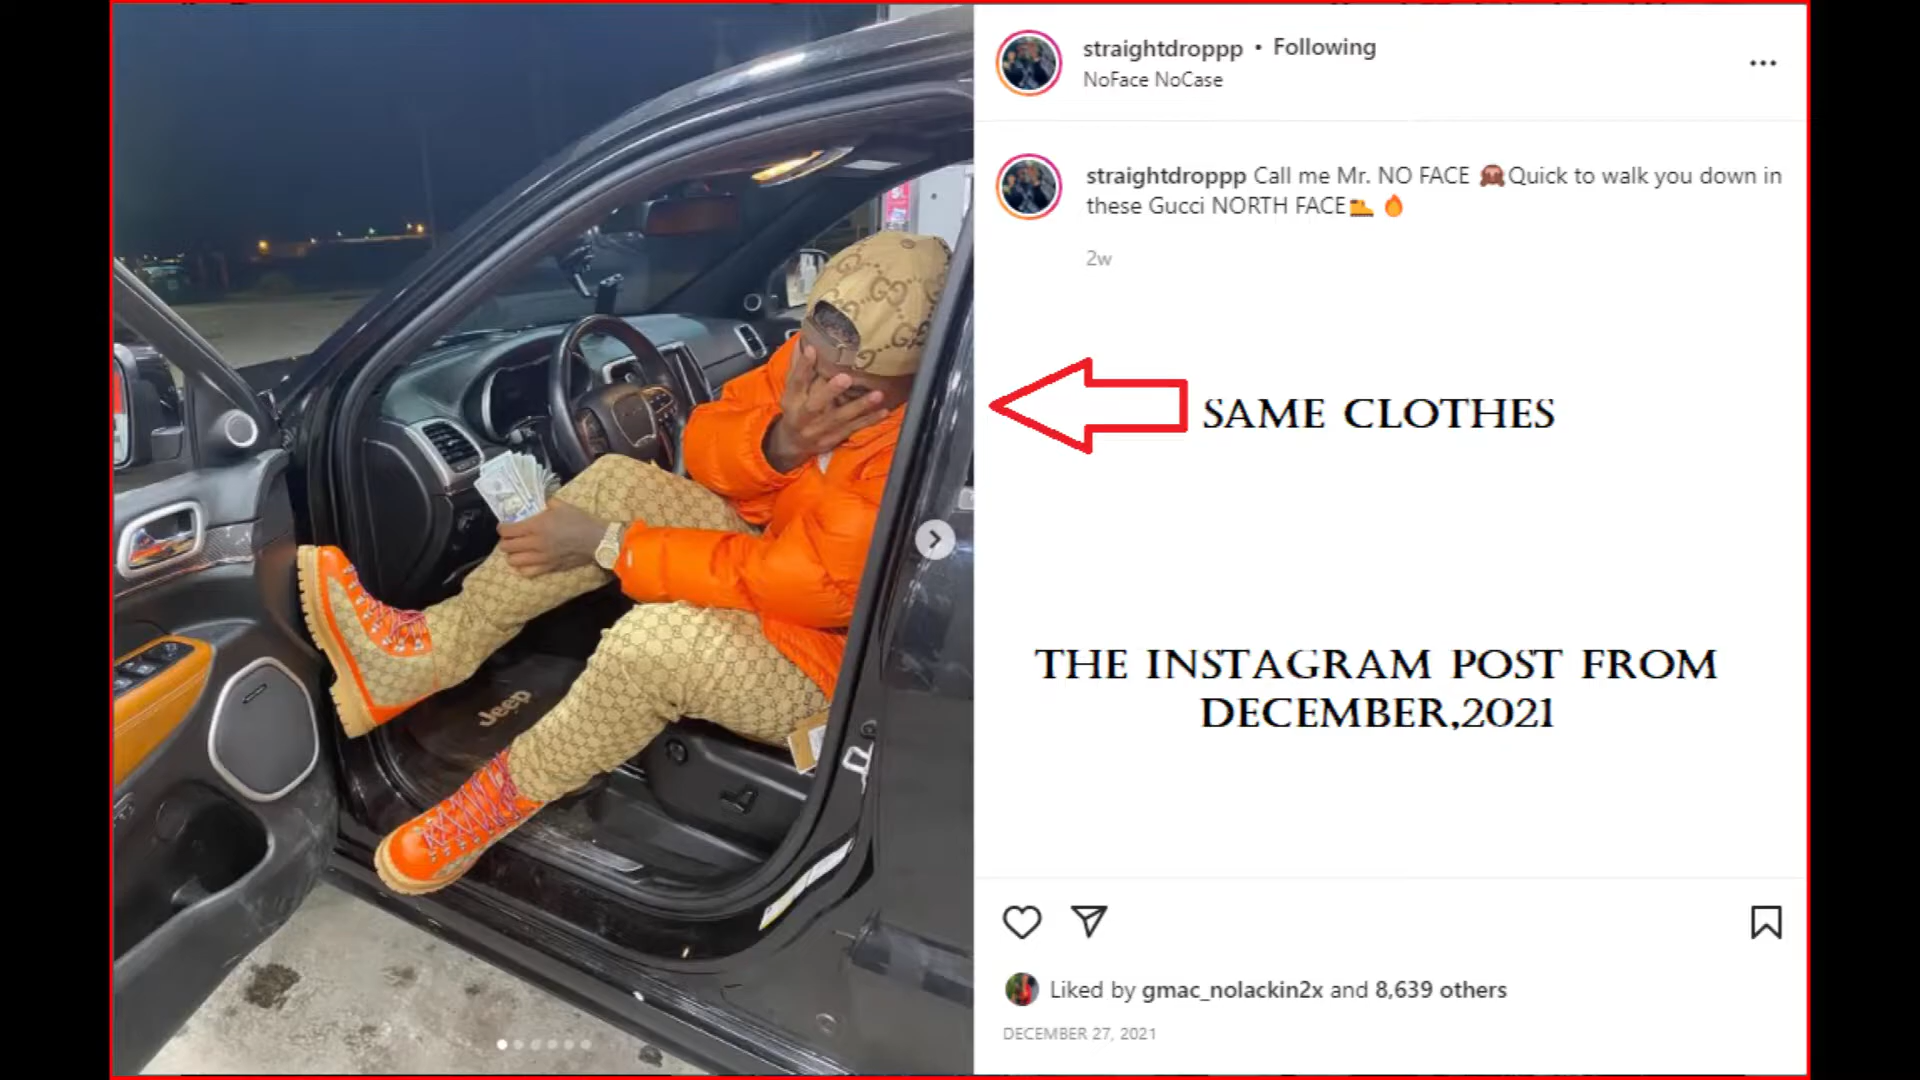 straightdroppp • Following
NoFace NoCase
straightdroppp Call me Mr. NO FACE Quick to walk you down in
these Gucci NORTH FACE
2w
SAME CLOTHES
THE INSTAGRAM POST FROM
DECEMBER,2021
Jeep
Liked by gmac_nolackin2x and 8,639 others
DECEMBER 27, 2021